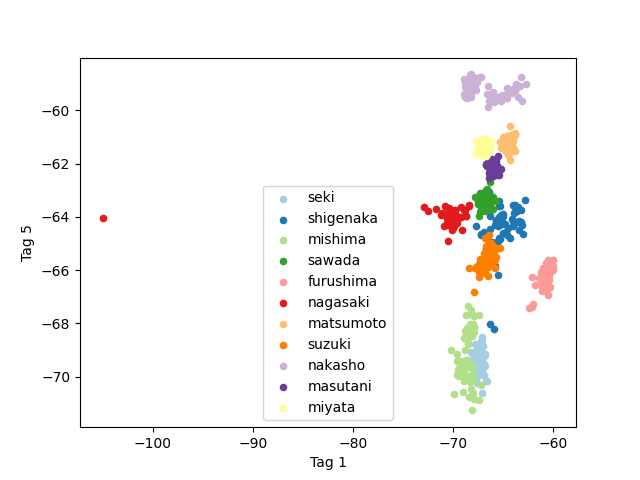 −60
−62
−64
−66
−68
−70
Tag 5
seki
shigenaka
mishima
sawada
furushima
nagasaki
matsumoto
suzuki
nakasho
masutani
miyata
−100
−90
−80
−70
−60
Tag 1